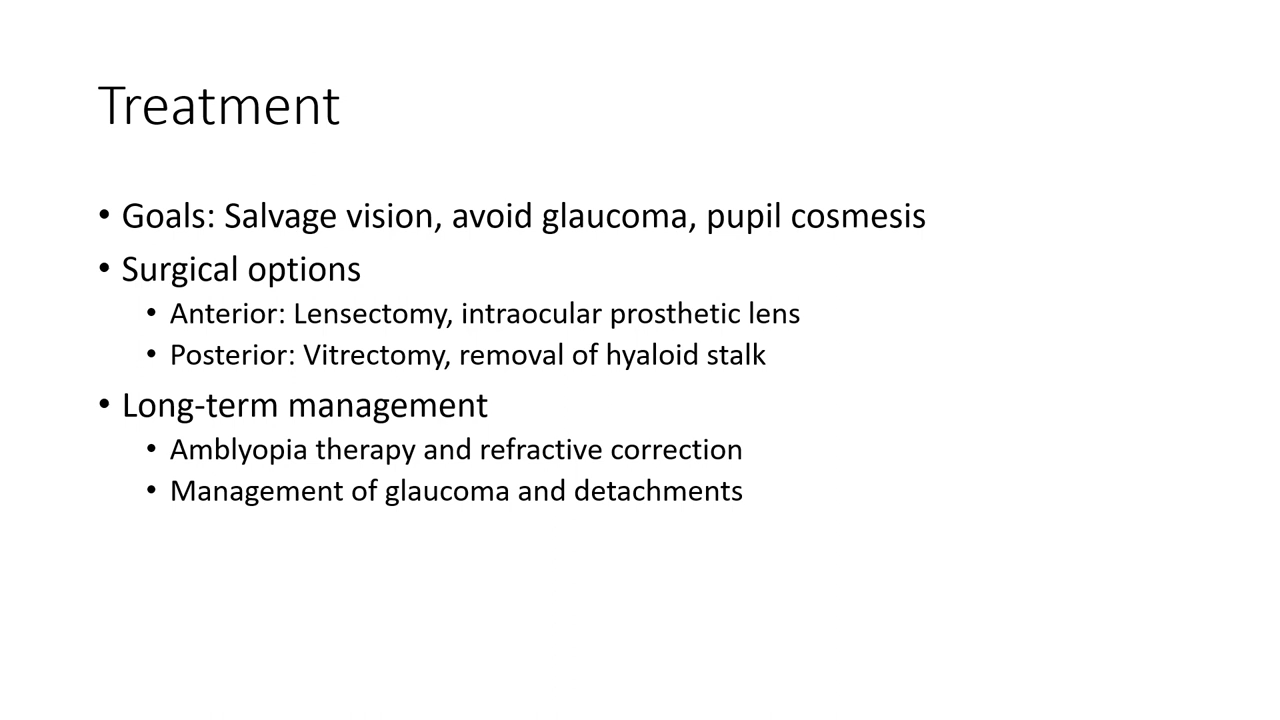 Treatment
• Goals: Salvage vision, avoid glaucoma, pupil cosmesis
• Surgical options
• Anterior: Lensectomy, intraocular prosthetic lens
• Posterior: Vitrectomy, removal of hyaloid stalk
• Long-term management
• Amblyopia therapy and refractive correction
• Management of glaucoma and detachments